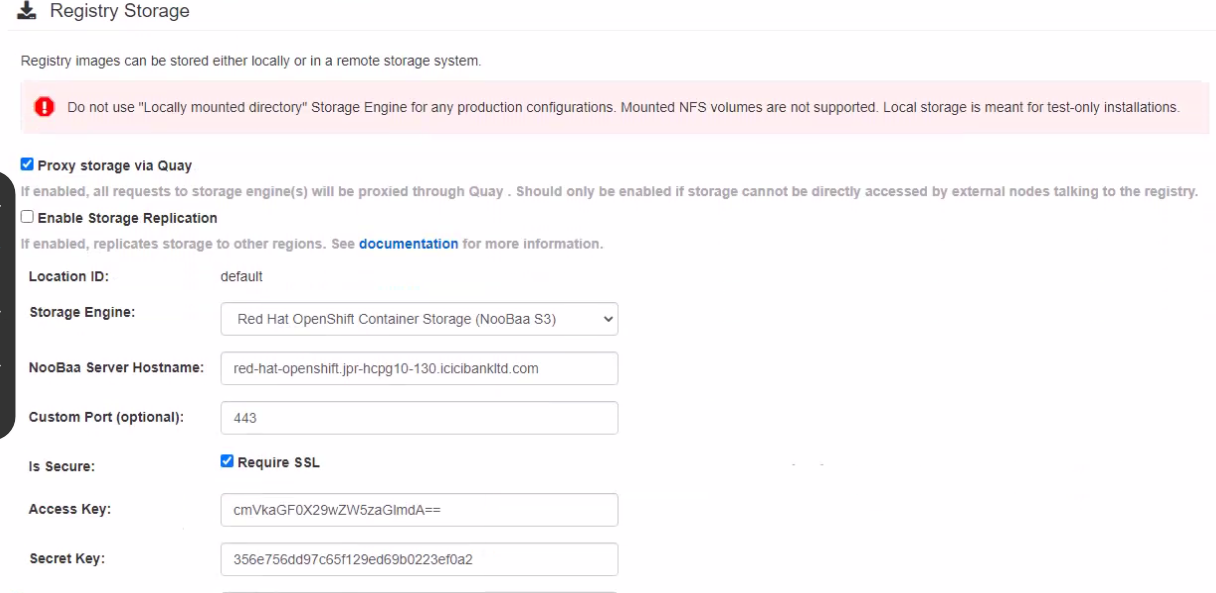 Registry Storage
Registry images can be stored either locally or in a remote storage system.
Do not use "Locally mounted directory" Storage Engine for any production configurations. Mounted NFS volumes are not supported. Local storage is meant for test-only installations.
Proxy storage via Quay
If enabled, all requests to storage engine(s) will be proxied through Quay . Should only be enabled if storage cannot be directly accessed by external nodes talking to the registry.
Enable Storage Replication
If enabled, replicates storage to other regions. See documentation for more information.
Location ID: default
Storage Engine: Red Hat OpenShift Container Storage (NooBaa S3)
NooBaa Server Hostname: red-hat-openshift.jpr-hcpg10-130.icicibankltd.com
Custom Port (optional): 443
Is Secure: Require SSL
Access Key: cmVkaGF0X29wZW5zaGlmdA==
Secret Key: 356e756dd97c65f129ed69b0223ef0a2